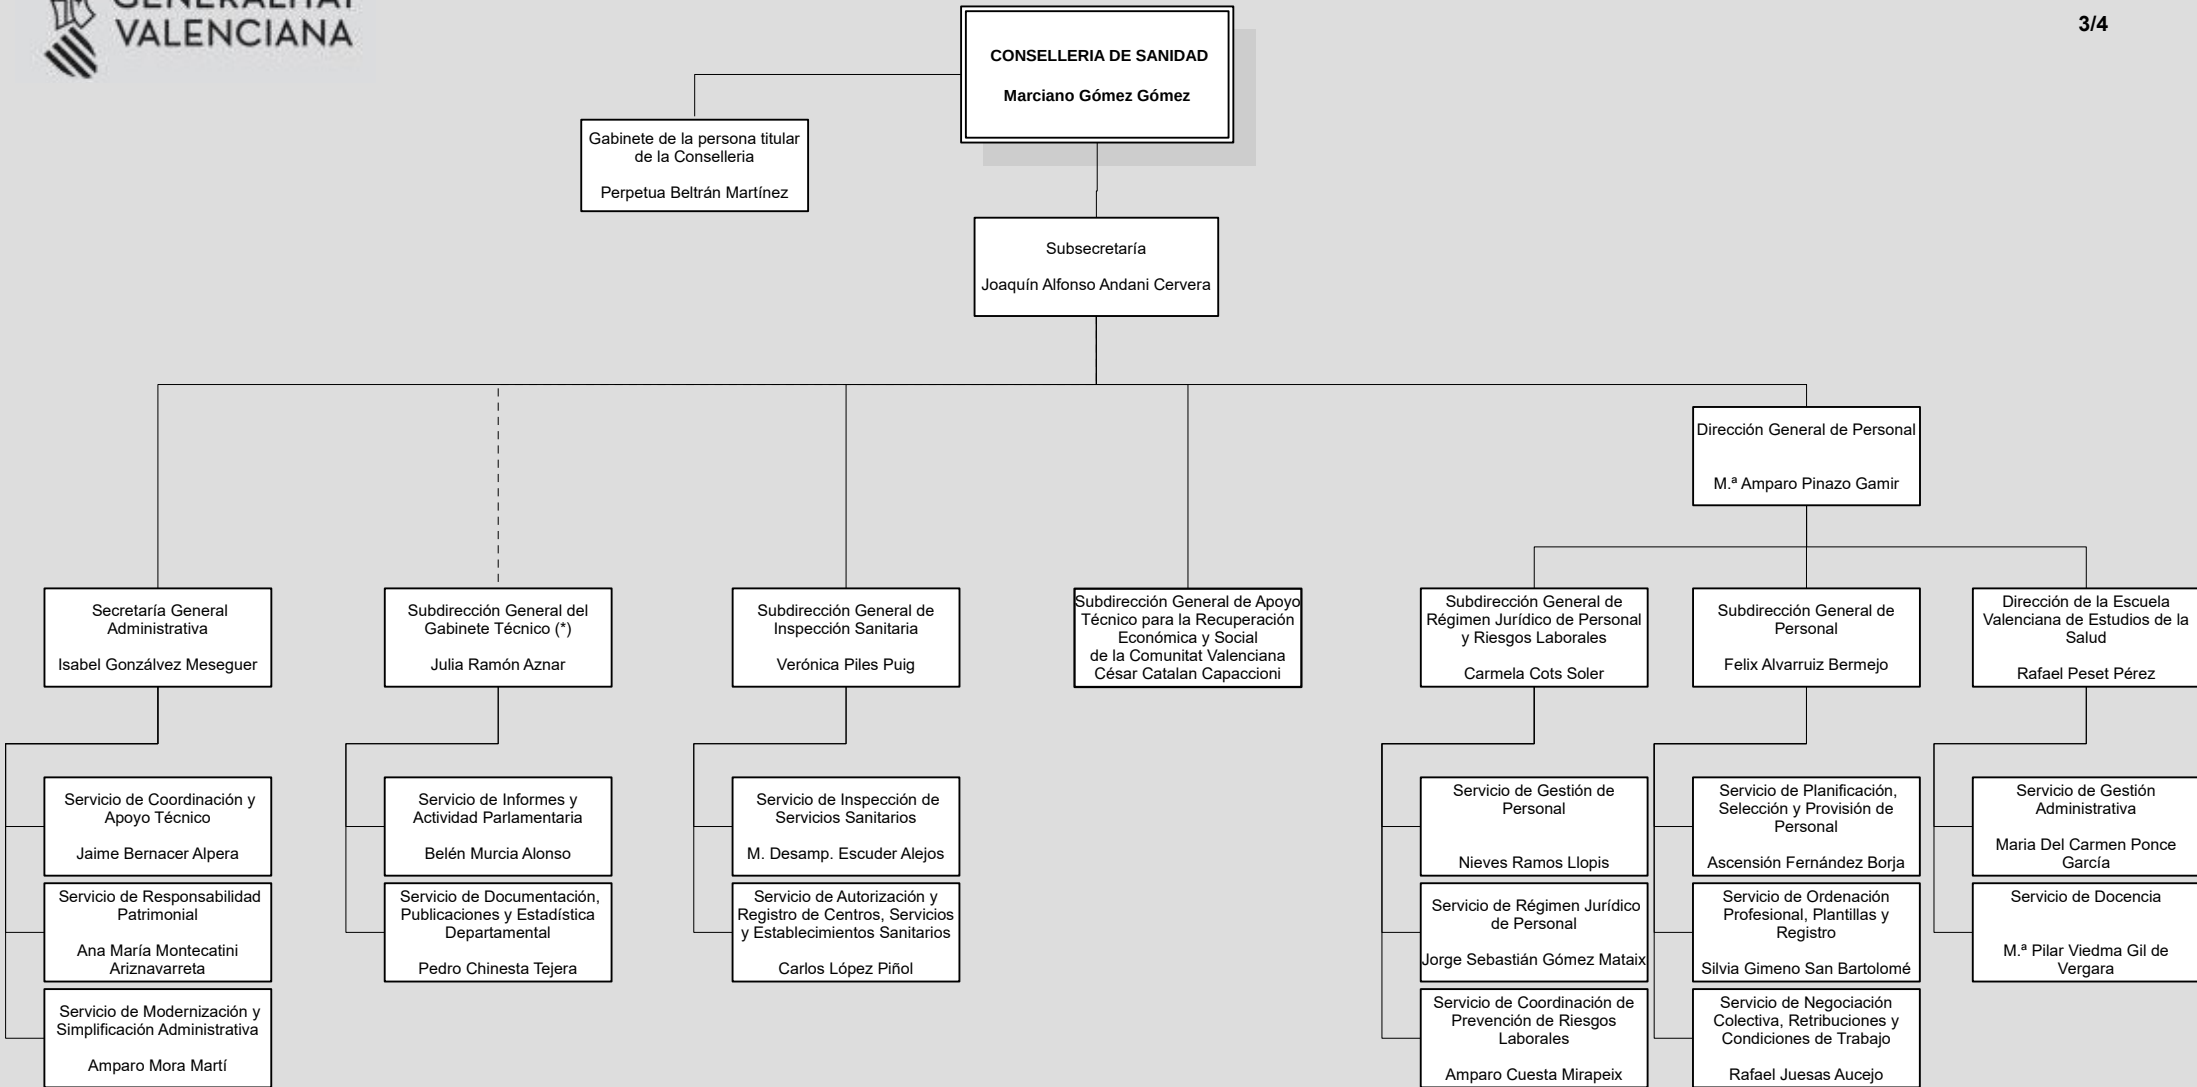 GENERALITAT
VALENCIANA
3/4
CONSELLERIA DE SANIDAD
Marciano Gómez Gómez
Gabinete de la persona titular
de la Conselleria
Perpetua Beltrán Martínez
Subsecretaría
Joaquín Alfonso Andani Cervera
Dirección General de Personal
M.ª Amparo Pinazo Gamir
Secretaría General
Administrativa
Isabel Gonzálvez Meseguer
Subdirección General del
Gabinete Técnico (*)
Julia Ramón Aznar
Subdirección General de
Inspección Sanitaria
Verónica Piles Puig
Subdirección General de Apoyo
Técnico para la Recuperación
Económica y Social
de la Comunitat Valenciana
César Catalan Capaccioni
Subdirección General de
Régimen Jurídico de Personal
y Riesgos Laborales
Carmela Cots Soler
Subdirección General de
Personal
Felix Alvarruiz Bermejo
Dirección de la Escuela
Valenciana de Estudios de la
Salud
Rafael Peset Pérez
Servicio de Coordinación y
Apoyo Técnico
Jaime Bernacer Alpera
Servicio de Informes y
Actividad Parlamentaria
Belén Murcia Alonso
Servicio de Inspección de
Servicios Sanitarios
M. Desamp. Escuder Alejos
Servicio de Gestión de
Personal
Nieves Ramos Llopis
Servicio de Planificación,
Selección y Provisión de
Personal
Ascensión Fernández Borja
Servicio de Gestión
Administrativa
Maria Del Carmen Ponce
García
Servicio de Responsabilidad
Patrimonial
Ana María Montecatini
Ariznavarreta
Servicio de Documentación,
Publicaciones y Estadística
Departamental
Pedro Chinesta Tejera
Servicio de Autorización y
Registro de Centros, Servicios
y Establecimientos Sanitarios
Carlos López Piñol
Servicio de Régimen Jurídico
de Personal
Jorge Sebastián Gómez Mataix
Servicio de Ordenación
Profesional, Plantillas y
Registro
Silvia Gimeno San Bartolomé
Servicio de Docencia
M.ª Pilar Viedma Gil de
Vergara
Servicio de Modernización y
Simplificación Administrativa
Amparo Mora Martí
Servicio de Coordinación de
Prevención de Riesgos
Laborales
Amparo Cuesta Mirapeix
Servicio de Negociación
Colectiva, Retribuciones y
Condiciones de Trabajo
Rafael Juesas Aucejo